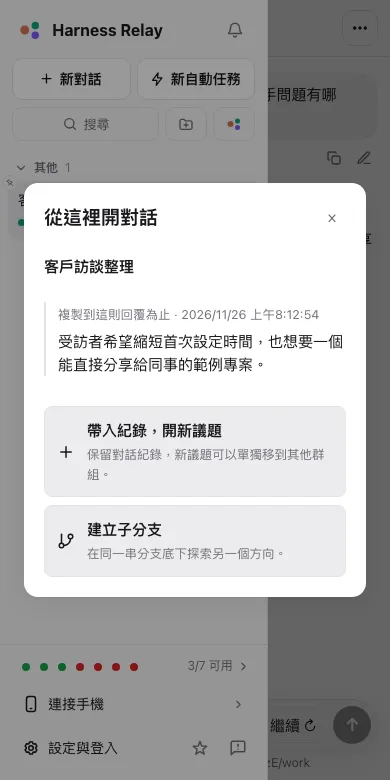 Harness Relay
新對話
新自動任務
搜尋
手問題有哪
其他 1
享
從這裡開對話
客戶訪談整理
複製到這則回覆為止 · 2026/11/26 上午8:12:54
受訪者希望縮短首次設定時間，也想要一個
能直接分享給同事的範例專案。
帶入紀錄，開新議題
保留對話紀錄，新議題可以單獨移到其他群
組。
建立子分支
在同一串分支底下探索另一個方向。
3/7 可用
連接手機
繼續
設定與登入
E/work